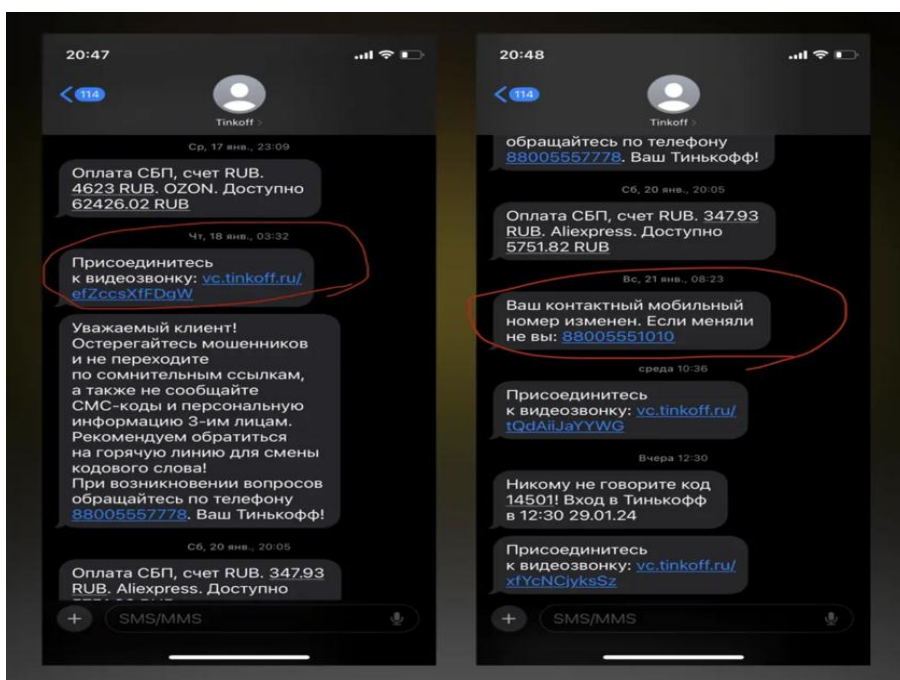 20:47
114
Tinkoff
Ср, 17 янв., 23:09
Оплата СБП, счет RUB.
4623 RUB. OZON. Доступно
62426.02 RUB
Чт, 18 янв., 03:32
Присоединитесь
к видеозвонку: vc.tinkoff.ru/
efZccsXfFDgW
Уважаемый клиент!
Остерегайтесь мошенников
и не переходите
по сомнительным ссылкам,
а также не сообщайте
СМС-коды и персональную
информацию 3-им лицам.
Рекомендуем обратиться
на горячую линию для смены
кодового слова!
При возникновении вопросов
обращайтесь по телефону
88005557778. Ваш Тинькофф!
Сб, 20 янв., 20:05
Оплата СБП, счет RUB. 347.93
RUB. Aliexpress. Доступно
SMS/MMS
20:48
114
Tinkoff
обращайтесь по телефону
88005557778. Ваш Тинькофф!
Сб, 20 янв., 20:05
Оплата СБП, счет RUB. 347.93
RUB. Aliexpress. Доступно
5751.82 RUB
Вс, 21 янв., 08:23
Ваш контактный мобильный
номер изменен. Если меняли
не вы: 88005551010
среда 10:36
Присоединитесь
к видеозвонку: vc.tinkoff.ru/
tQdAiiJaYYWG
Вчера 12:30
Никому не говорите код
14501! Вход в Тинькофф
в 12:30 29.01.24
Присоединитесь
к видеозвонку: vc.tinkoff.ru/
xfYcNCjyksSz
SMS/MMS